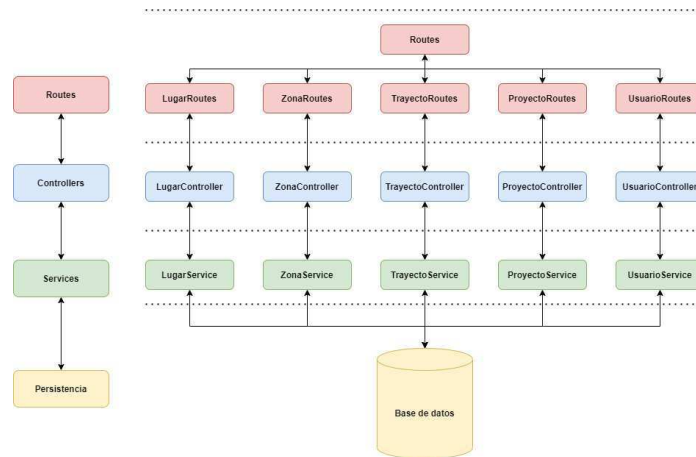 Routes
Routes
LugarRoutes
ZonaRoutes
TrayectoRoutes
ProyectoRoutes
UsuarioRoutes
Controllers
LugarController
ZonaController
TrayectoController
ProyectoController
UsuarioController
Services
LugarService
ZonaService
TrayectoService
ProyectoService
UsuarioService
Persistencia
Base de datos